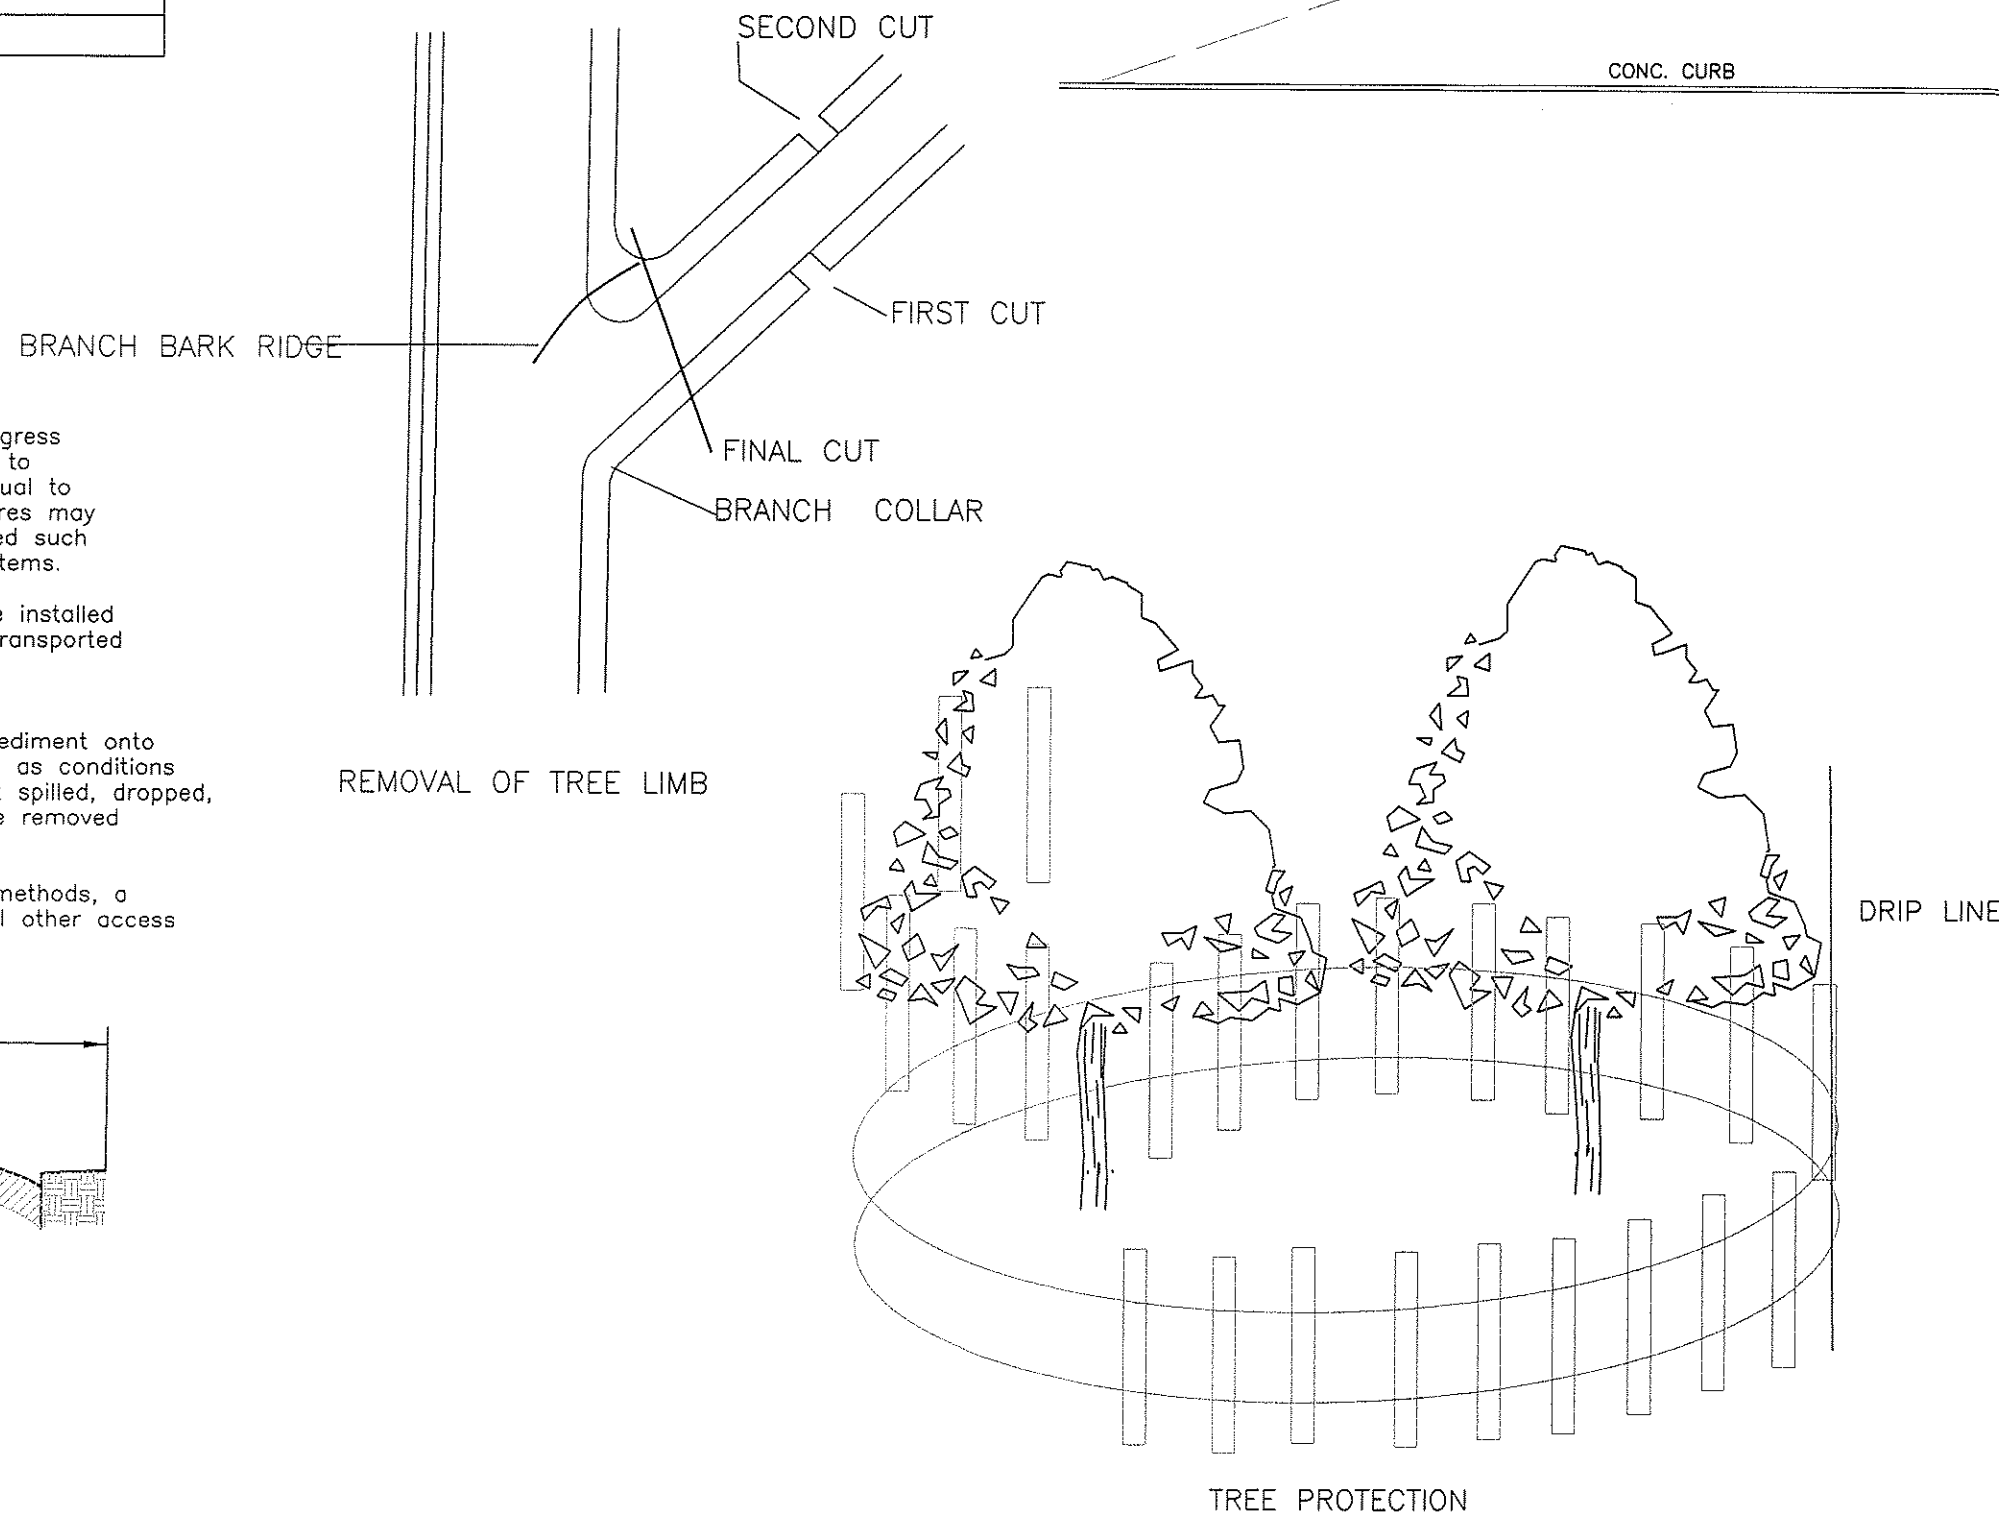 SECOND CUT
CONC. CURB
FIRST CUT
BRANCH BARK RIDGE
FINAL CUT
BRANCH COLLAR
to
ual to
res may
ed such
tems.
e installed
ransported
ediment onto
as conditions
spilled, dropped,
e removed
methods, a
other access
REMOVAL OF TREE LIMB
DRIP LINE
TREE PROTECTION